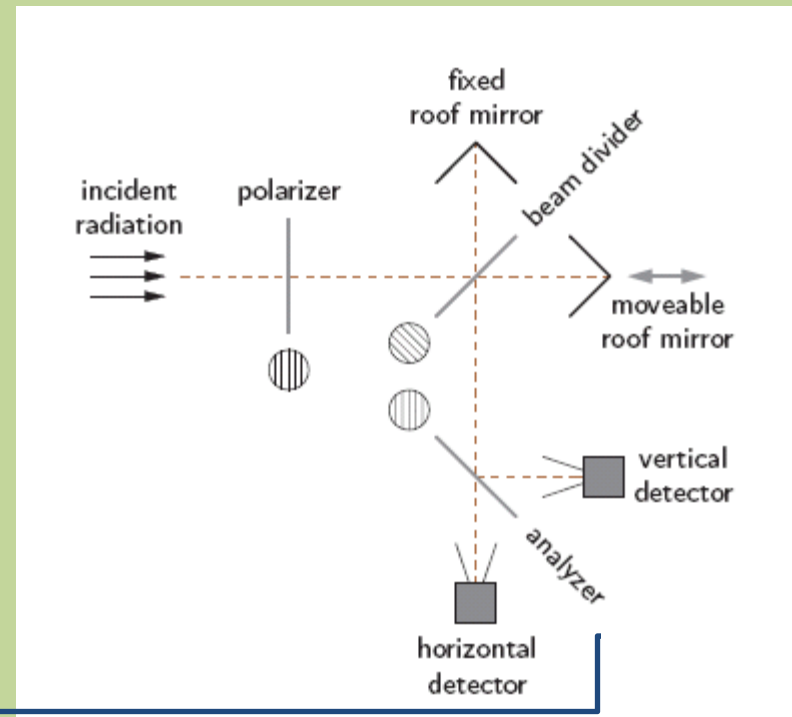 fixed
roof mirror
beam divider
incident
radiation
polarizer
moveable
roof mirror
vertical
detector
analyzer
horizontal
detector